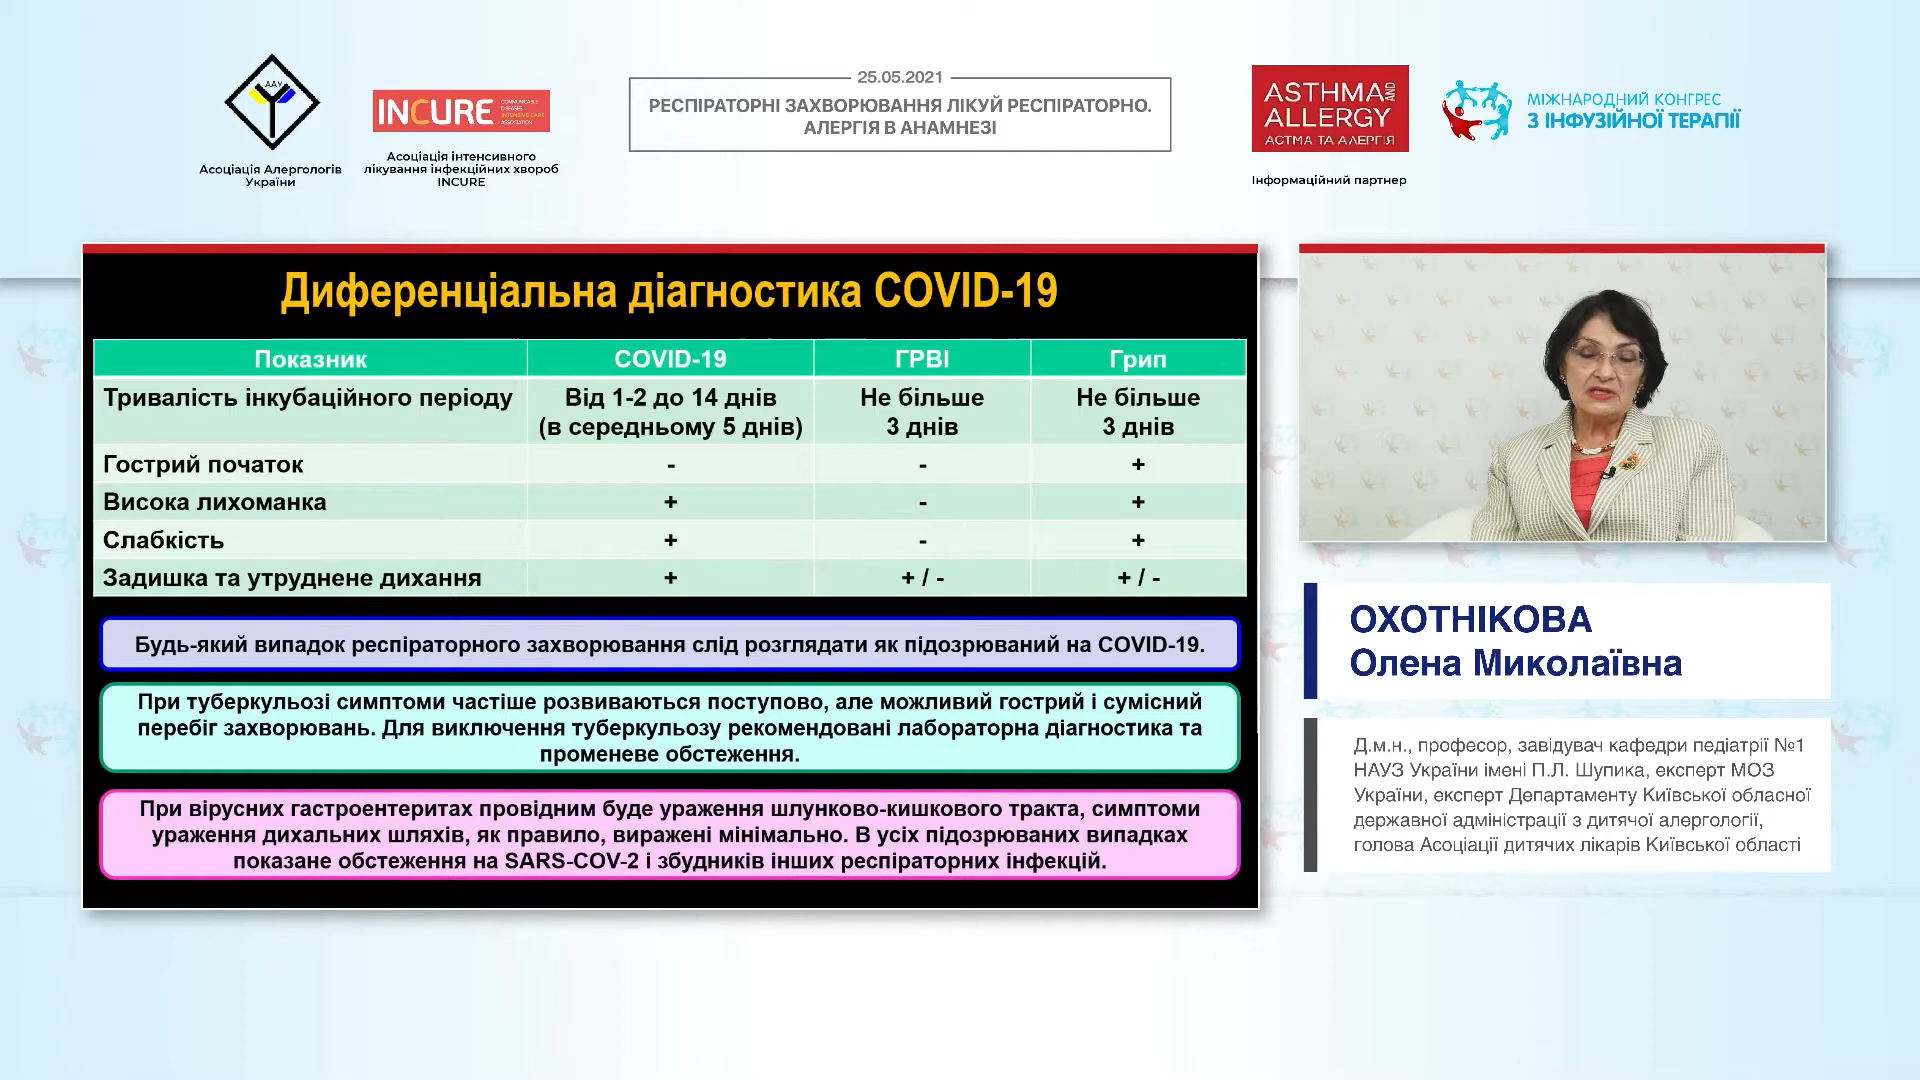 ААУ
Асоціація Алергологів
України
INCURE
COMMUNICABLE
DISEASES
INTENSIVE CARE
ASSOCIATION
Асоціація інтенсивного
лікування інфекційних хвороб
INCURE
25.05.2021
РЕСПІРАТОРНІ ЗАХВОРЮВАННЯ ЛІКУЙ РЕСПІРАТОРНО.
АЛЕРГІЯ В АНАМНЕЗІ
ASTHMA AND
ALLERGY
АСТМА ТА АЛЕРГІЯ
Інформаційний партнер
МІЖНАРОДНИЙ КОНГРЕС
З ІНФУЗІЙНОЇ ТЕРАПІЇ
Диференціальна діагностика COVID-19
Показник COVID-19 ГРВІ Грип
Тривалість інкубаційного періоду Від 1-2 до 14 днів Не більше Не більше
(в середньому 5 днів) 3 днів 3 днів
Гострий початок - - +
Висока лихоманка + - +
Слабкість + - +
Задишка та утруднене дихання + + / - + / -
Будь-який випадок респіраторного захворювання слід розглядати як підозрюваний на COVID-19.
При туберкульозі симптоми частіше розвиваються поступово, але можливий гострий і сумісний
перебіг захворювань. Для виключення туберкульозу рекомендовані лабораторна діагностика та
променеве обстеження.
При вірусних гастроентеритах провідним буде ураження шлунково-кишкового тракта, симптоми
ураження дихальних шляхів, як правило, виражені мінімально. В усіх підозрюваних випадках
показане обстеження на SARS-COV-2 і збудників інших респіраторних інфекцій.
ОХОТНІКОВА
Олена Миколаївна
Д.м.н., професор, завідувач кафедри педіатрії №1
НАУЗ України імені П.Л. Шупика, експерт МОЗ
України, експерт Департаменту Київської обласної
державної адміністрації з дитячої алергології,
голова Асоціації дитячих лікарів Київської області